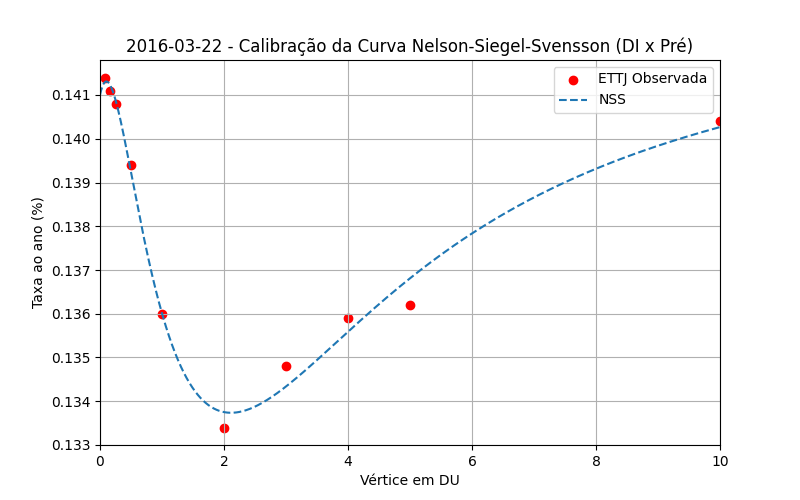 2016-03-22 - Calibração da Curva Nelson-Siegel-Svensson (DI x Pré)
ETTJ Observada
NSS
Taxa ao ano (%)
0.141
0.140
0.139
0.138
0.137
0.136
0.135
0.134
0.133
0 2 4 6 8 10
Vértice em DU